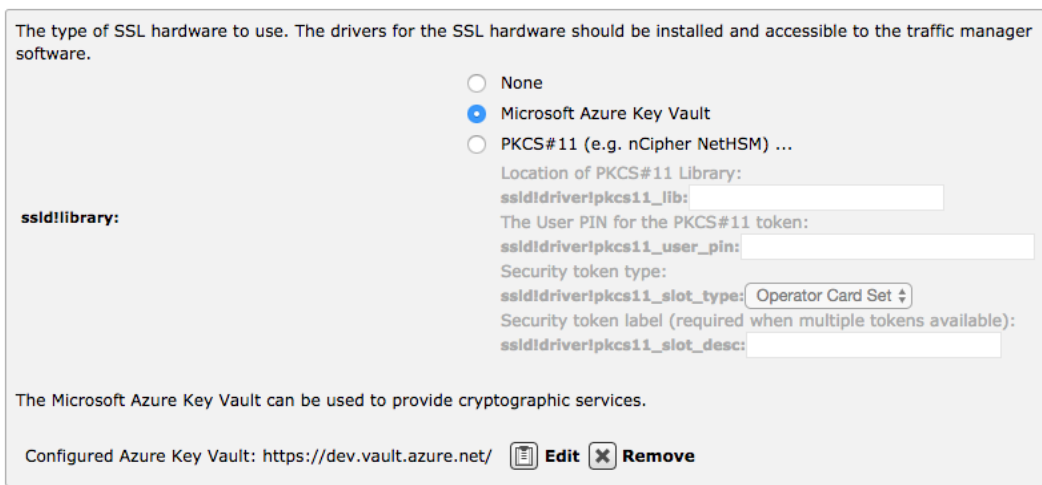 The type of SSL hardware to use. The drivers for the SSL hardware should be installed and accessible to the traffic manager
software.
None
Microsoft Azure Key Vault
PKCS#11 (e.g. nCipher NetHSM) ...
Location of PKCS#11 Library:
ssld!driver!pkcs11_lib:
ssld!library:
The User PIN for the PKCS#11 token:
ssld!driver!pkcs11_user_pin:
Security token type:
ssld!driver!pkcs11_slot_type: Operator Card Set
Security token label (required when multiple tokens available):
ssld!driver!pkcs11_slot_desc:
The Microsoft Azure Key Vault can be used to provide cryptographic services.
Configured Azure Key Vault: https://dev.vault.azure.net/ Edit Remove